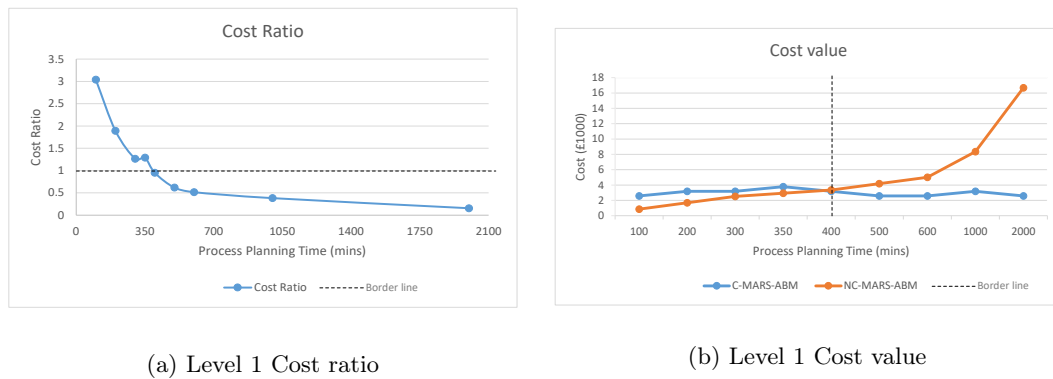 Cost Ratio
3.5
3
2.5
2
1.5
1
0.5
0
Cost Ratio
0 350 700 1050 1400 1750 2100
Process Planning Time (mins)
Cost Ratio Border line
(a) Level 1 Cost ratio
Cost value
18
16
14
12
10
8
6
4
2
0
Cost (£1000)
100 200 300 350 400 500 600 1000 2000
Process Planning Time (mins)
C-MARS-ABM NC-MARS-ABM Border line
(b) Level 1 Cost value